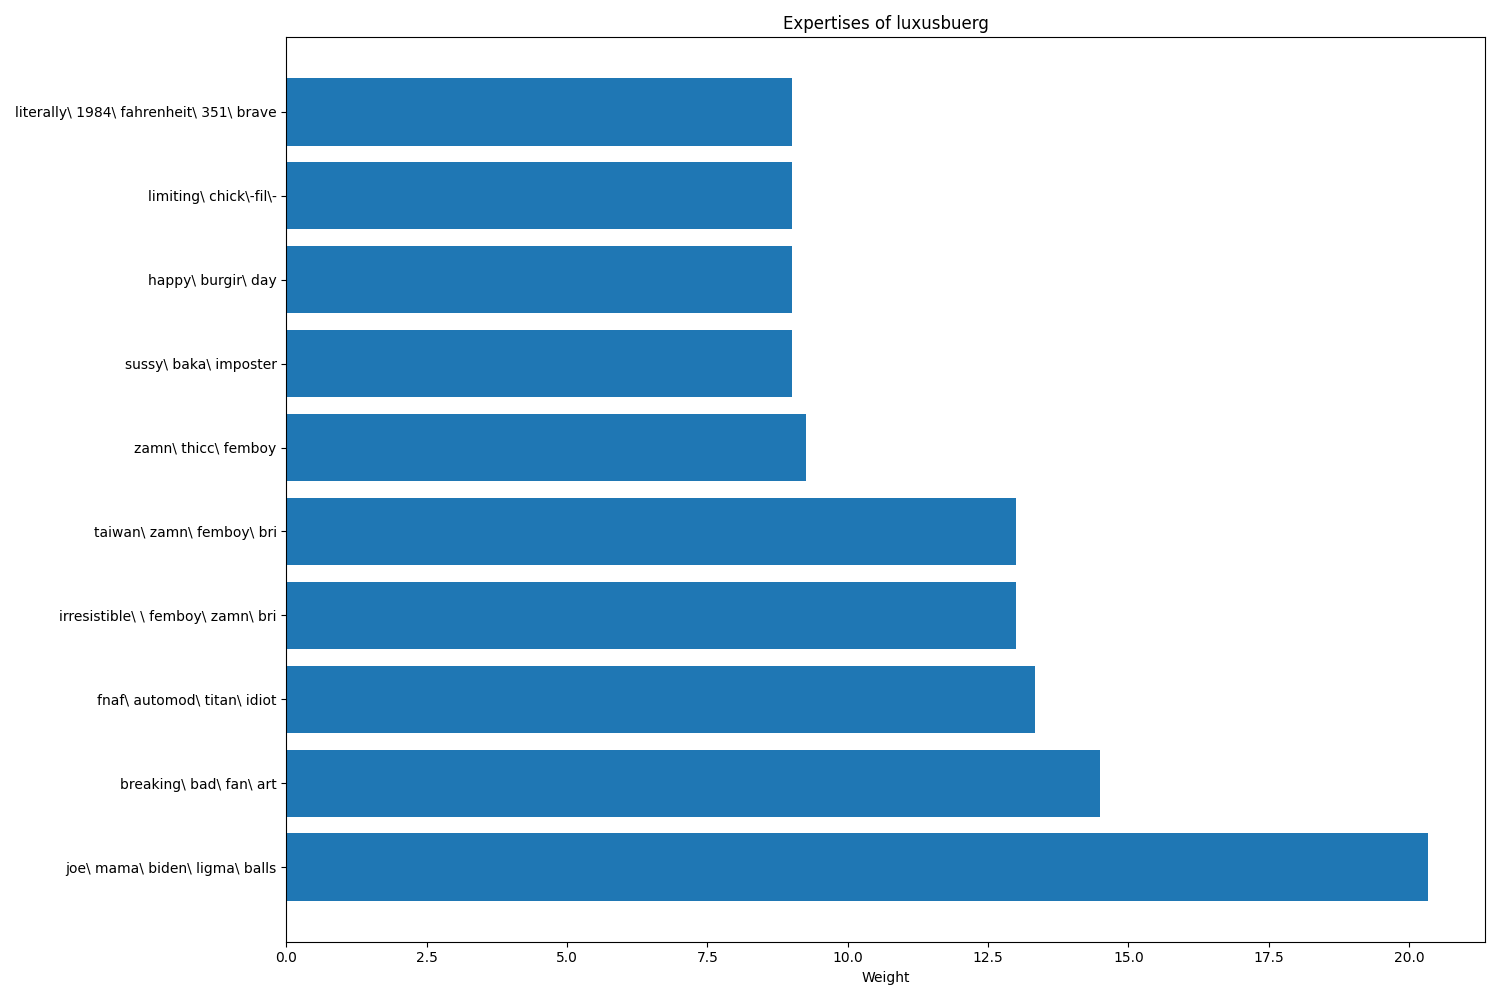 Expertises of luxusbuerg
literally\ 1984\ fahrenheit\ 351\ brave
limiting\ chick\-fil\-
happy\ burgir\ day
sussy\ baka\ imposter
zamn\ thicc\ femboy
taiwan\ zamn\ femboy\ bri
irresistible\ \ femboy\ zamn\ bri
fnaf\ automod\ titan\ idiot
breaking\ bad\ fan\ art
joe\ mama\ biden\ ligma\ balls
0.0 2.5 5.0 7.5 10.0 12.5 15.0 17.5 20.0
Weight